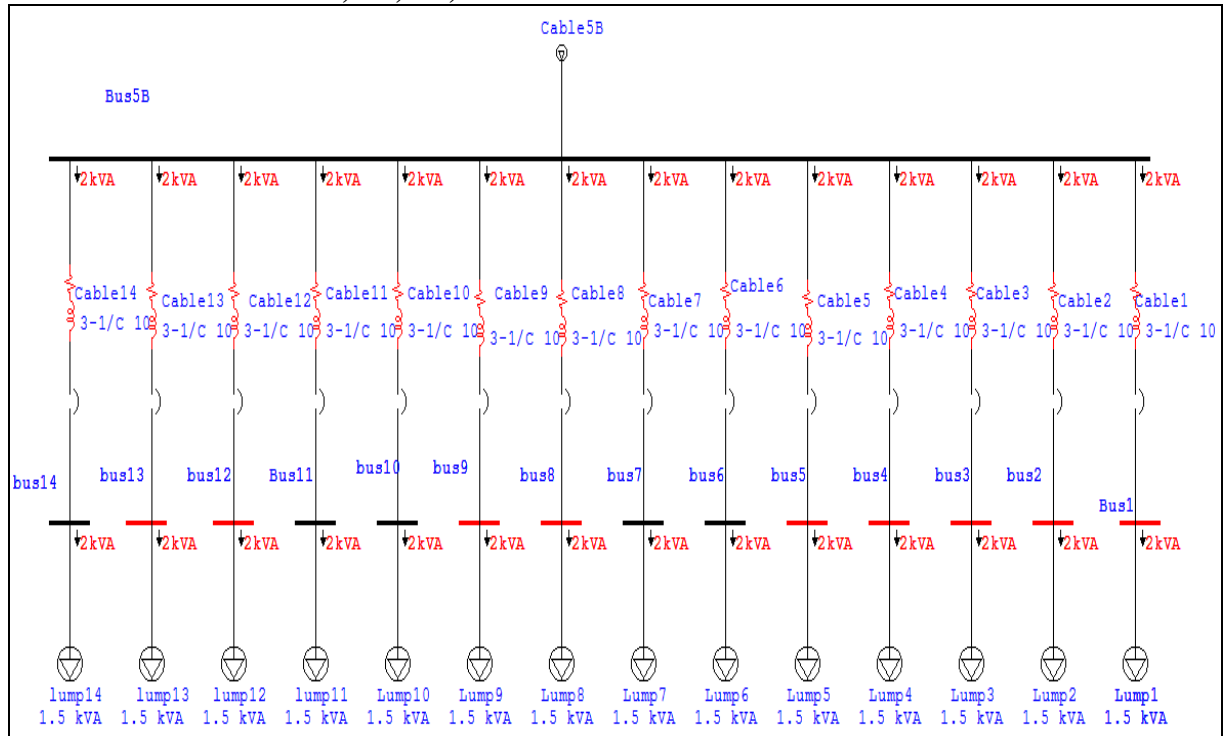 Cable5B
Bus5B
2kVA 2kVA 2kVA 2kVA 2kVA 2kVA 2kVA 2kVA 2kVA 2kVA 2kVA 2kVA 2kVA 2kVA
Cable14 Cable13 Cable12 Cable11 Cable10 Cable9 Cable8 Cable7 Cable6 Cable5 Cable4 Cable3 Cable2 Cable1
3-1/C 10 3-1/C 10 3-1/C 10 3-1/C 10 3-1/C 10 3-1/C 10 3-1/C 10 3-1/C 10 3-1/C 10 3-1/C 10 3-1/C 10 3-1/C 10 3-1/C 10 3-1/C 10
bus14 bus13 bus12 Bus11 bus10 bus9 bus8 bus7 bus6 bus5 bus4 bus3 bus2 Bus1
2kVA 2kVA 2kVA 2kVA 2kVA 2kVA 2kVA 2kVA 2kVA 2kVA 2kVA 2kVA 2kVA 2kVA
lump14 lump13 lump12 lump11 Lump10 Lump9 Lump8 Lump7 Lump6 Lump5 Lump4 Lump3 Lump2 Lump1
1.5 kVA 1.5 kVA 1.5 kVA 1.5 kVA 1.5 kVA 1.5 kVA 1.5 kVA 1.5 kVA 1.5 kVA 1.5 kVA 1.5 kVA 1.5 kVA 1.5 kVA 1.5 kVA